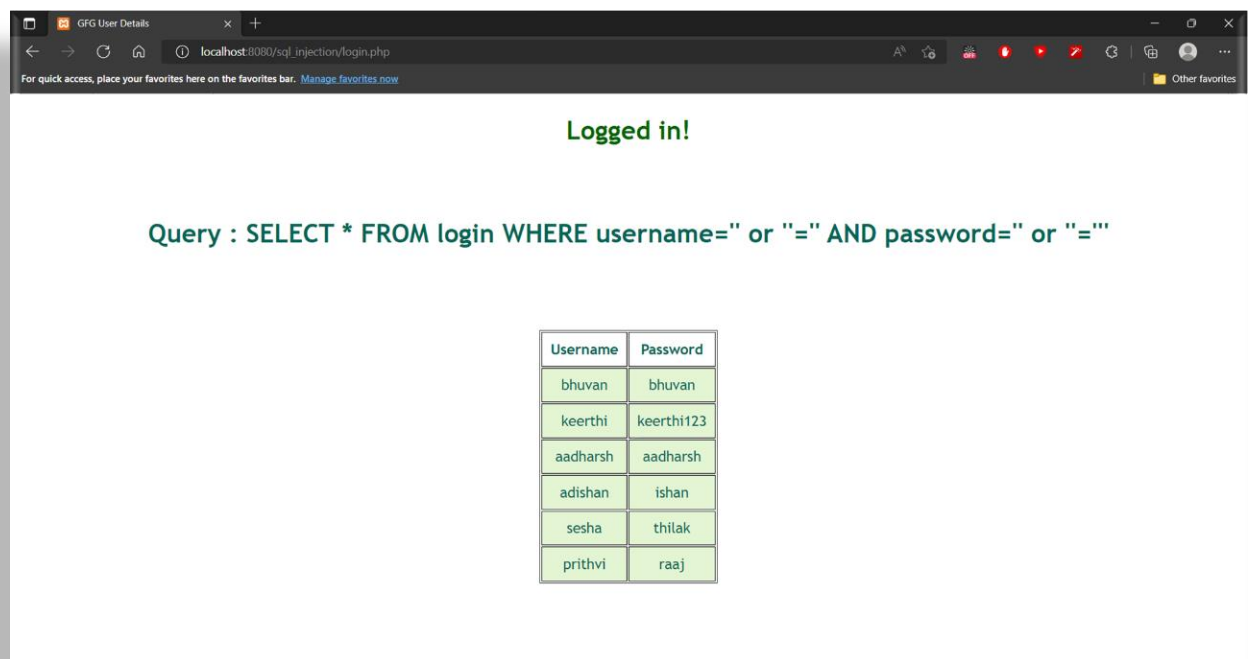 GFG User Details
localhost:8080/sql_injection/login.php
For quick access, place your favorites here on the favorites bar. Manage favorites now
Other favorites
Logged in!
Query : SELECT * FROM login WHERE username='' or ''='' AND password='' or ''=''
Username Password
bhuvan bhuvan
keerthi keerthi123
aadharsh aadharsh
adishan ishan
sesha thilak
prithvi raaj